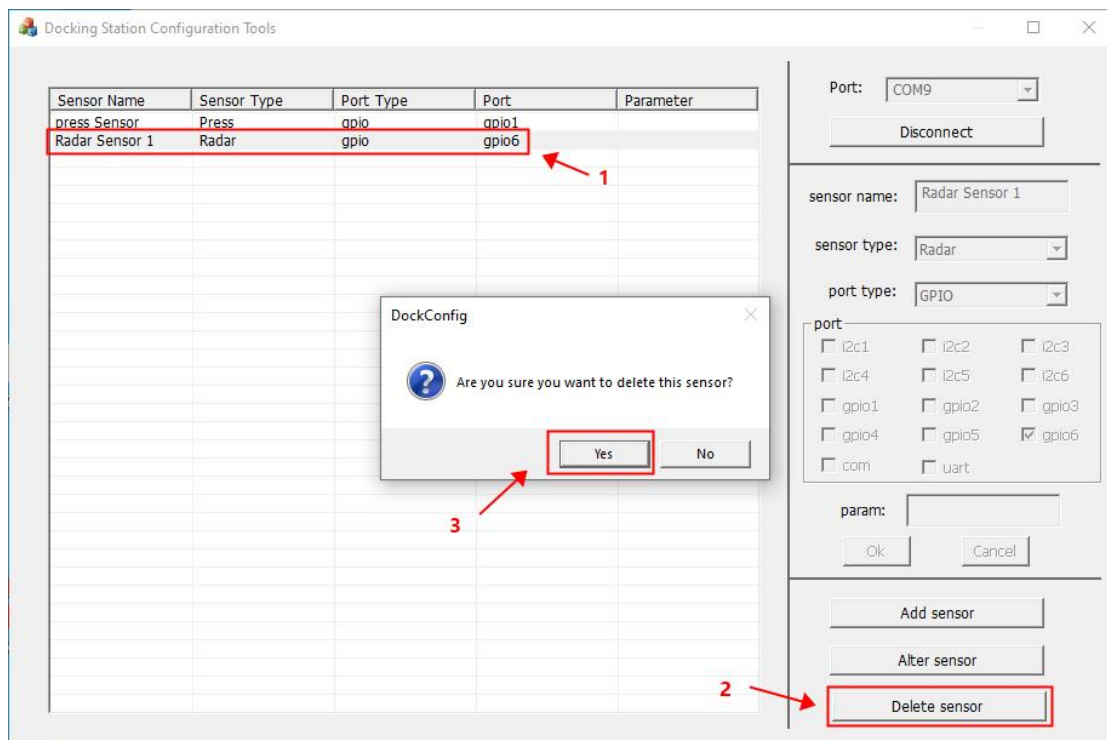 Docking Station Configuration Tools
Sensor Name Sensor Type Port Type Port Parameter
press Sensor Press gpio gpio1
Radar Sensor 1 Radar gpio gpio6
1
DockConfig
Are you sure you want to delete this sensor?
Yes No
3
Port: COM9
Disconnect
sensor name: Radar Sensor 1
sensor type: Radar
port type: GPIO
port
i2c1 i2c2 i2c3
i2c4 i2c5 i2c6
gpio1 gpio2 gpio3
gpio4 gpio5 gpio6
com uart
param:
Ok Cancel
Add sensor
Alter sensor
2
Delete sensor